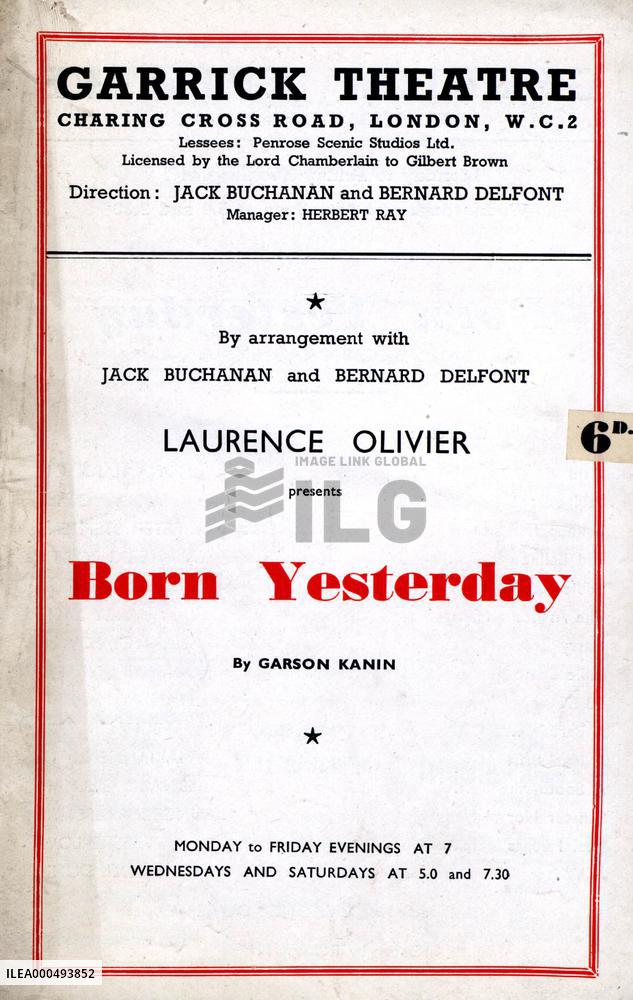 GARRICK THEATRE
CHARING CROSS ROAD, LONDON, W.C.2
Lessees: Penrose Scenic Studios Ltd.
Licensed by the Lord Chamberlain to Gilbert Brown
Direction: JACK BUCHANAN and BERNARD DELFONT
Manager: HERBERT RAY
By arrangement with
JACK BUCHANAN and BERNARD DELFONT
6D.
LAURENCE OLIVIER
IMAGE LINK GLOBAL
presents
ILG
Born Yesterday
By GARSON KANIN
MONDAY to FRIDAY EVENINGS AT 7
WEDNESDAYS AND SATURDAYS AT 5.0 and 7.30
ILEA000493852